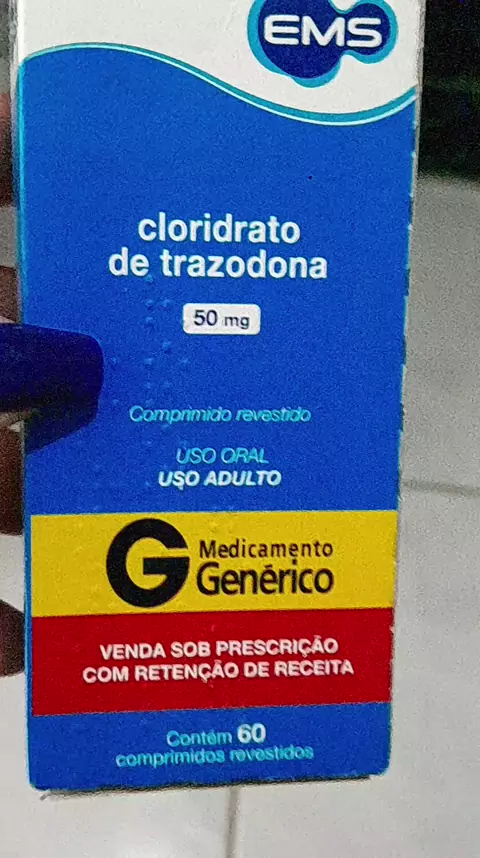 EMS
cloridrato
de trazodona
50 mg
Comprimido revestido
USO ORAL
USO ADULTO
G Medicamento
Genérico
VENDA SOB PRESCRIÇÃO
COM RETENÇÃO DE RECEITA
Contém 60
comprimidos revestidos